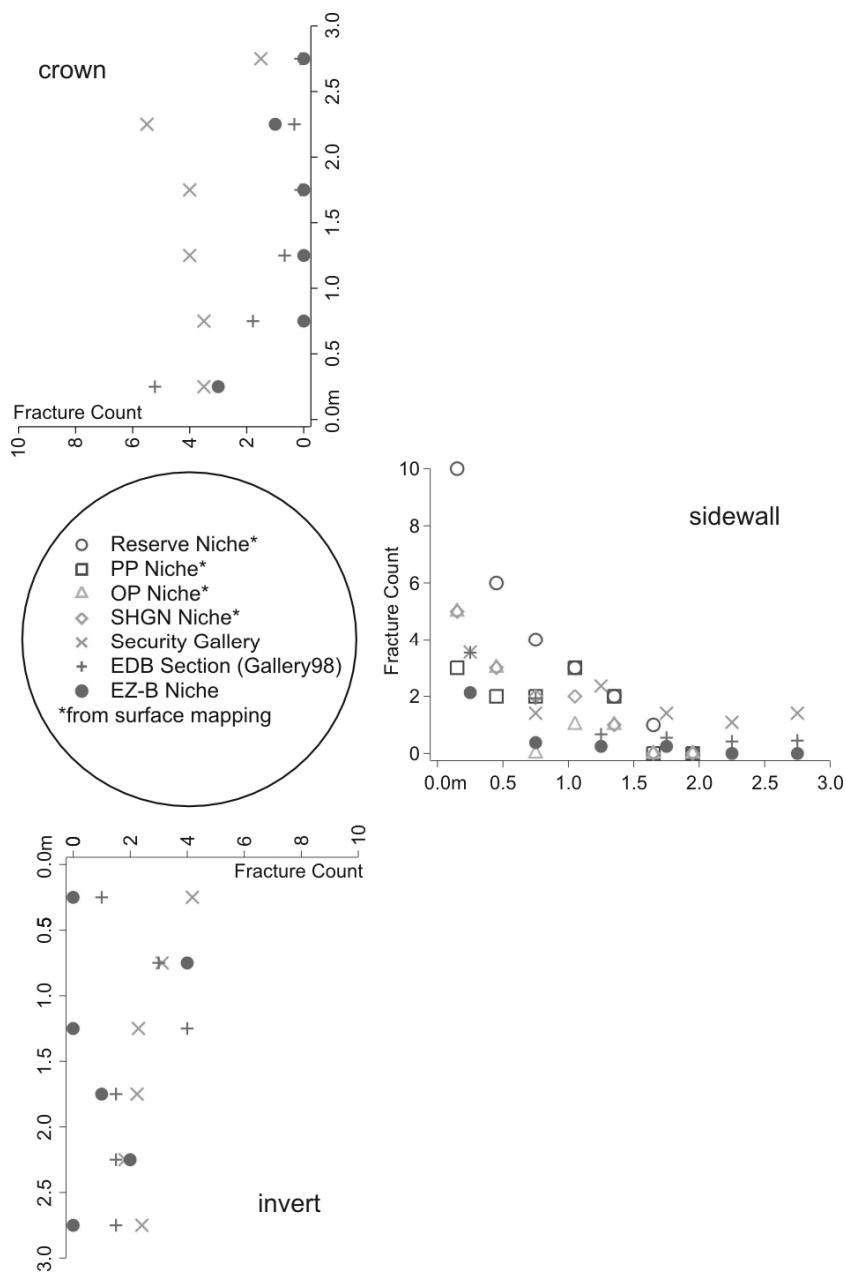 crown
3.0
2.5
2.0
1.5
1.0
0.5
0.0m
Fracture Count
10 8 6 4 2 0
Reserve Niche*
PP Niche*
OP Niche*
SHGN Niche*
Security Gallery
EDB Section (Gallery98)
EZ-B Niche
*from surface mapping
sidewall
Fracture Count
10
8
6
4
2
0
0.0m 0.5 1.0 1.5 2.0 2.5 3.0
0 2 4 6 8 10
Fracture Count
0.0m
0.5
1.0
1.5
2.0
2.5
3.0
invert